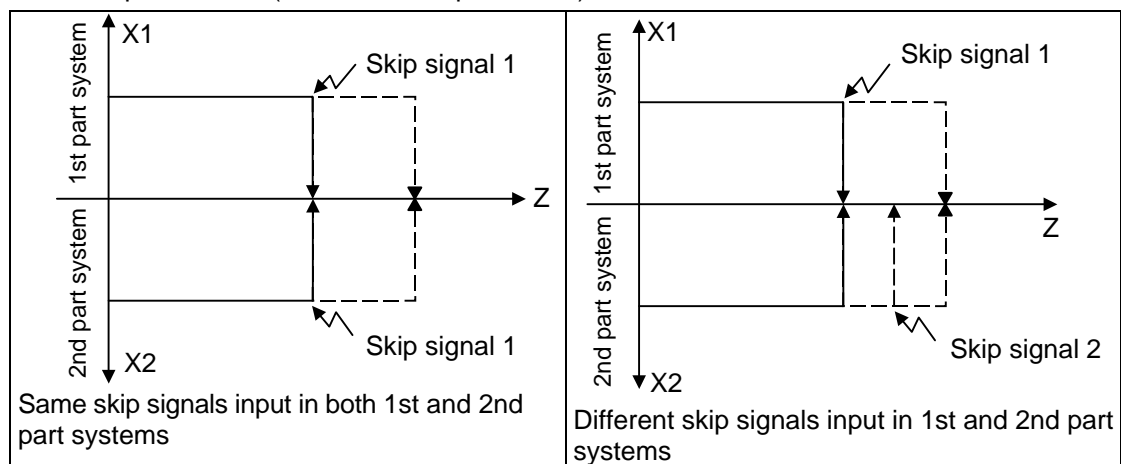 X1
1st part system
Skip signal 1
Z
2nd part system
Skip signal 1
X2
Same skip signals input in both 1st and 2nd
part systems
X1
1st part system
Skip signal 1
Z
2nd part system
Skip signal 2
X2
Different skip signals input in 1st and 2nd part
systems